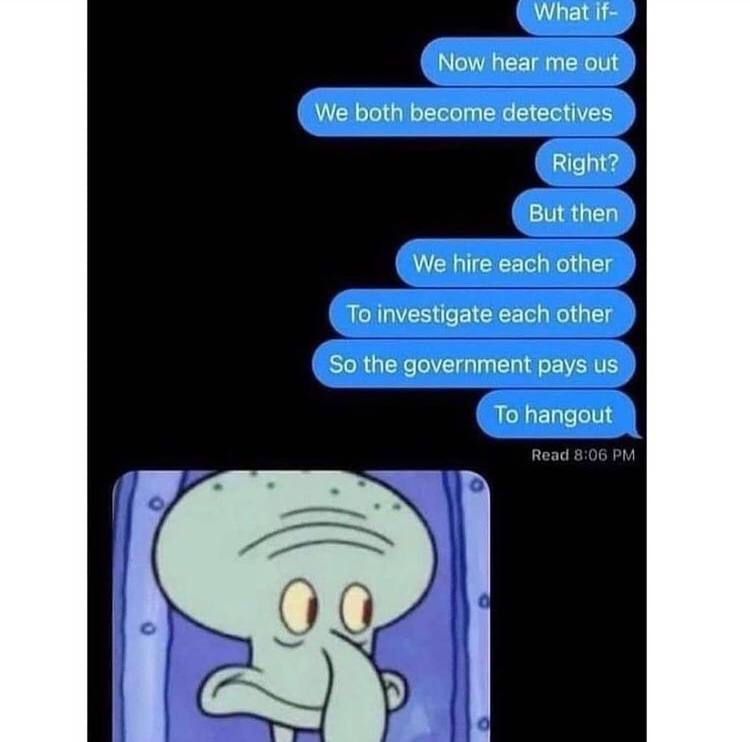 What if-
Now hear me out
We both become detectives
Right?
But then
We hire each other
To investigate each other
So the government pays us
To hangout
Read 8:06 PM